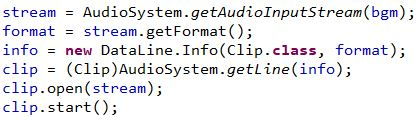 stream = AudioSystem.getAudioInputStream(bgm);
format = stream.getFormat();
info = new DataLine.Info(Clip.class, format);
clip = (Clip)AudioSystem.getLine(info);
clip.open(stream);
clip.start();